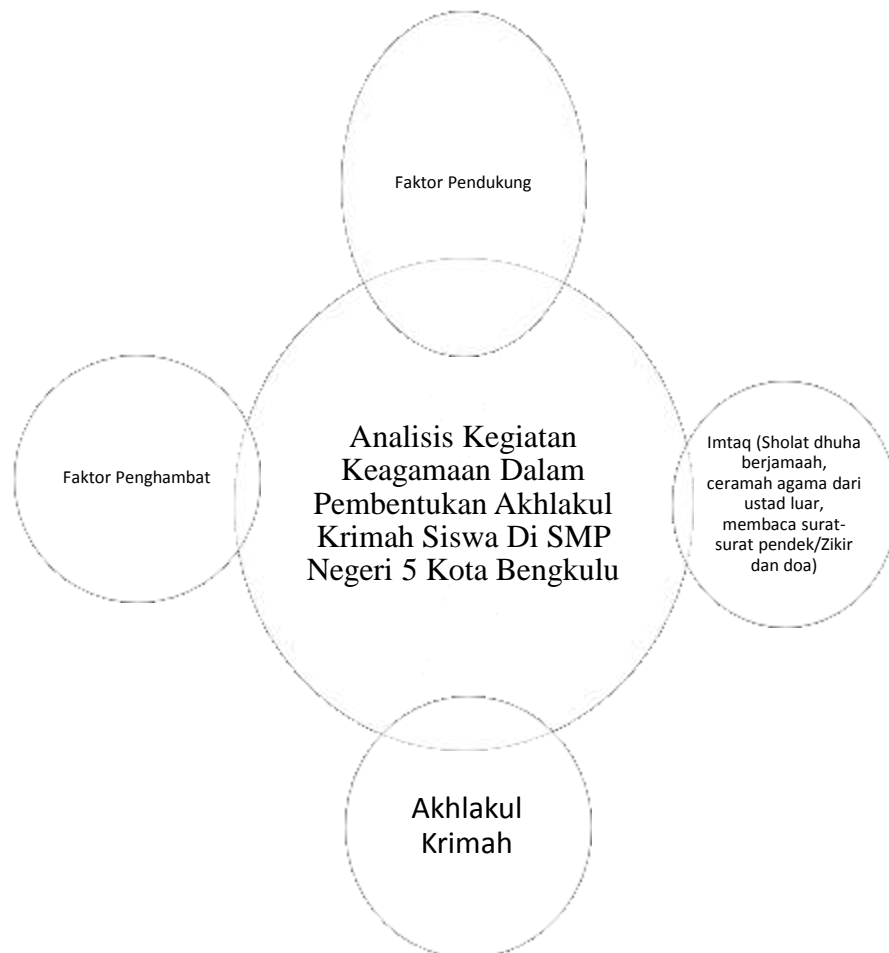 Faktor Pendukung
Analisis Kegiatan
Keagamaan Dalam
Pembentukan Akhlakul
Krimah Siswa Di SMP
Negeri 5 Kota Bengkulu
Faktor Penghambat
Imtaq (Sholat dhuha
berjamaah,
ceramah agama dari
ustad luar,
membaca surat-
surat pendek/Zikir
dan doa)
Akhlakul
Krimah